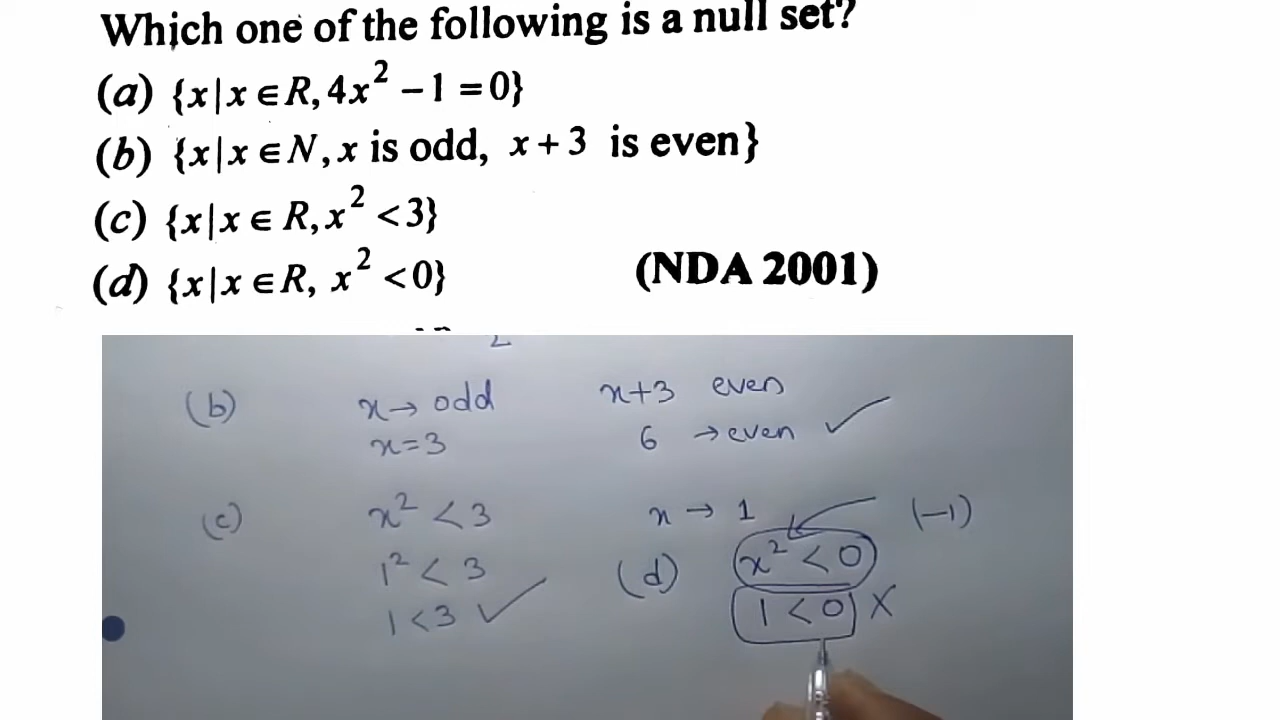 Which one of the following is a null set?
(a) {x|x ∈ R, 4x² − 1 = 0}
(b) {x|x ∈ N, x is odd, x + 3 is even}
(c) {x|x ∈ R, x² < 3}
(d) {x|x ∈ R, x² < 0} (NDA 2001)
2
(b) x → odd x+3 even
x = 3 6 → even ✓
(c) x² < 3 x → 1 (−1)
1² < 3 (d) x² < 0
1 < 3 ✓ 1 < 0 X